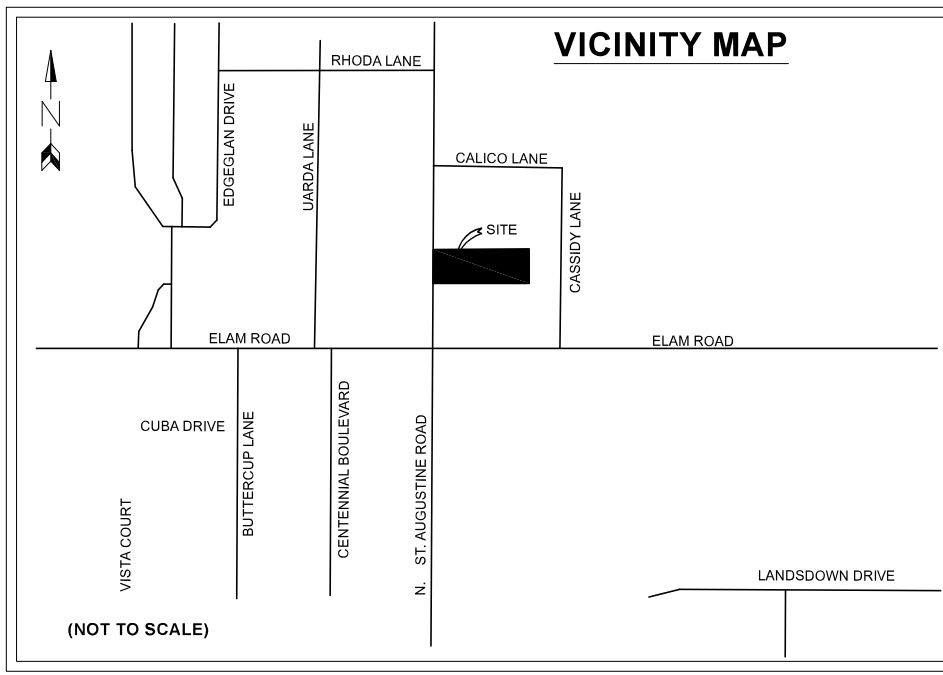 VICINITY MAP
RHODA LANE
N
EDGEGLAN DRIVE
UARDA LANE
CALICO LANE
CASSIDY LANE
SITE
ELAM ROAD
ELAM ROAD
CUBA DRIVE
BUTTERCUP LANE
CENTENNIAL BOULEVARD
N. ST. AUGUSTINE ROAD
VISTA COURT
LANDSDOWN DRIVE
(NOT TO SCALE)